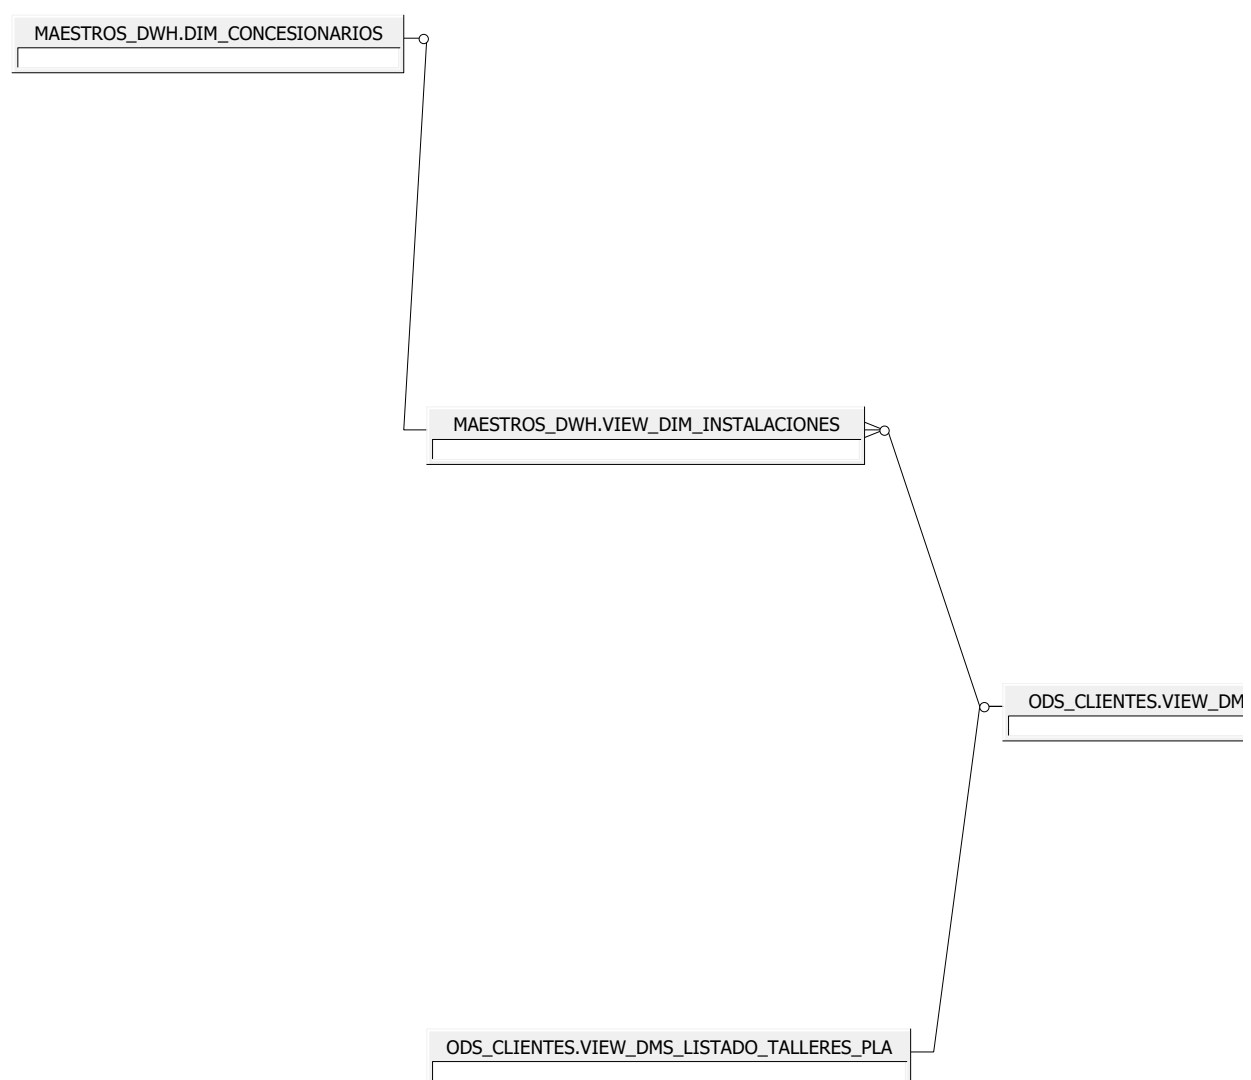 MAESTROS_DWH.DIM_CONCESIONARIOS
MAESTROS_DWH.VIEW_DIM_INSTALACIONES
ODS_CLIENTES.VIEW_DM
ODS_CLIENTES.VIEW_DMS_LISTADO_TALLERES_PLA